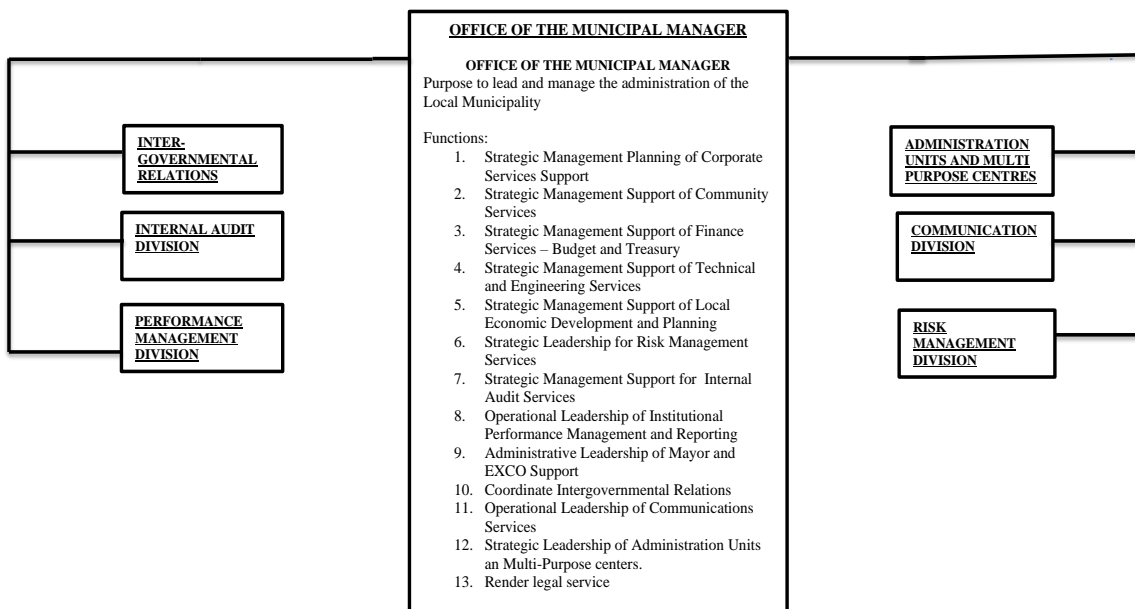 OFFICE OF THE MUNICIPAL MANAGER
OFFICE OF THE MUNICIPAL MANAGER
Purpose to lead and manage the administration of the
Local Municipality
Functions:
1. Strategic Management Planning of Corporate
Services Support
2. Strategic Management Support of Community
Services
3. Strategic Management Support of Finance
Services – Budget and Treasury
4. Strategic Management Support of Technical
and Engineering Services
5. Strategic Management Support of Local
Economic Development and Planning
6. Strategic Leadership for Risk Management
Services
7. Strategic Management Support for Internal
Audit Services
8. Operational Leadership of Institutional
Performance Management and Reporting
9. Administrative Leadership of Mayor and
EXCO Support
10. Coordinate Intergovernmental Relations
11. Operational Leadership of Communications
Services
12. Strategic Leadership of Administration Units
an Multi-Purpose centers.
13. Render legal service
INTER-
GOVERNMENTAL
RELATIONS
INTERNAL AUDIT
DIVISION
PERFORMANCE
MANAGEMENT
DIVISION
ADMINISTRATION
UNITS AND MULTI
PURPOSE CENTRES
COMMUNICATION
DIVISION
RISK
MANAGEMENT
DIVISION